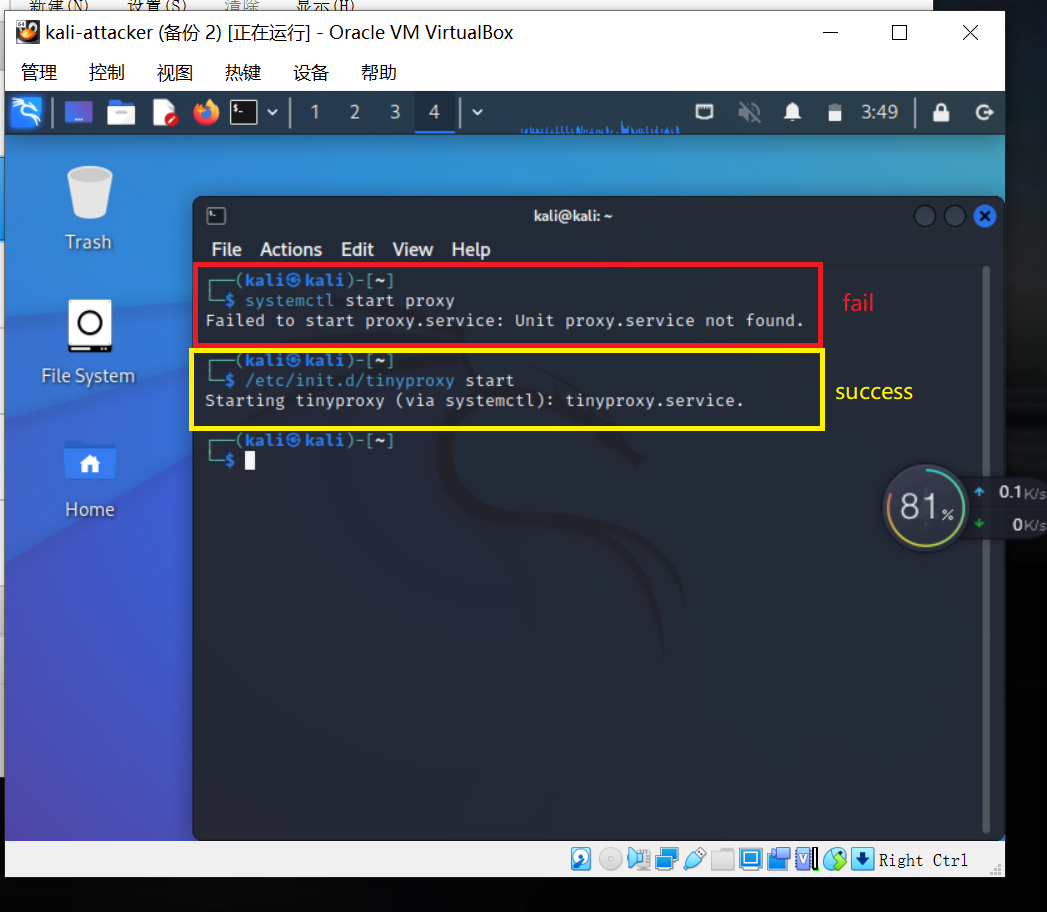 新建(N) 设置(S) 清除 显示(H)
kali-attacker (备份 2) [正在运行] - Oracle VM VirtualBox
管理 控制 视图 热键 设备 帮助
1 2 3 4 3:49
Trash
File System
Home
kali@kali: ~
File Actions Edit View Help
┌──(kali㉿kali)-[~]
└─$ systemctl start proxy
Failed to start proxy.service: Unit proxy.service not found.
fail
┌──(kali㉿kali)-[~]
└─$ /etc/init.d/tinyproxy start
Starting tinyproxy (via systemctl): tinyproxy.service.
success
┌──(kali㉿kali)-[~]
└─$
81%
0.1K/s
0K/s
Right Ctrl